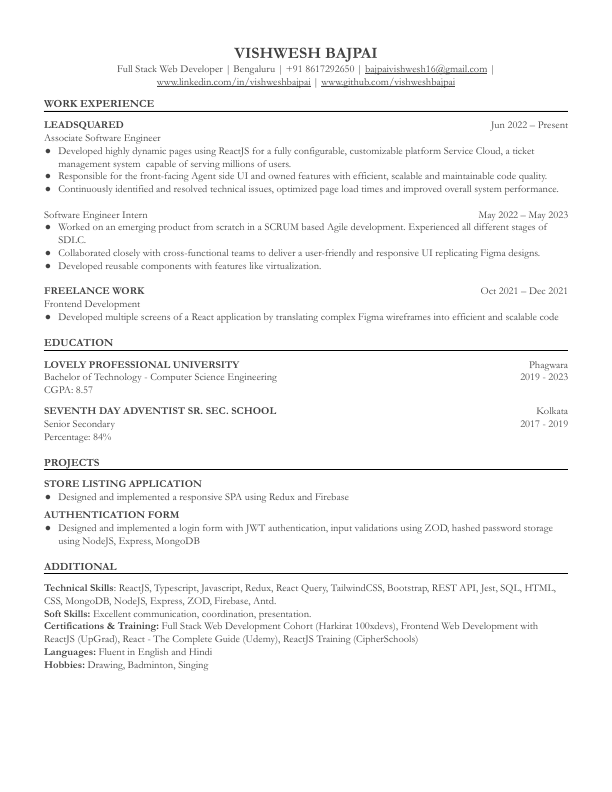 VISHWESH BAJPAI
Full Stack Web Developer | Bengaluru | +91 8617292650 | bajpaivishwesh16@gmail.com |
www.linkedin.com/in/vishweshbajpai | www.github.com/vishweshbajpai
WORK EXPERIENCE
LEADSQUARED Jun 2022 – Present
Associate Software Engineer
● Developed highly dynamic pages using ReactJS for a fully configurable, customizable platform Service Cloud, a ticket
management system capable of serving millions of users.
● Responsible for the front-facing Agent side UI and owned features with efficient, scalable and maintainable code quality.
● Continuously identified and resolved technical issues, optimized page load times and improved overall system performance.
Software Engineer Intern May 2022 – May 2023
● Worked on an emerging product from scratch in a SCRUM based Agile development. Experienced all different stages of
SDLC.
● Collaborated closely with cross-functional teams to deliver a user-friendly and responsive UI replicating Figma designs.
● Developed reusable components with features like virtualization.
FREELANCE WORK Oct 2021 – Dec 2021
Frontend Development
● Developed multiple screens of a React application by translating complex Figma wireframes into efficient and scalable code
EDUCATION
LOVELY PROFESSIONAL UNIVERSITY Phagwara
Bachelor of Technology - Computer Science Engineering 2019 - 2023
CGPA: 8.57
SEVENTH DAY ADVENTIST SR. SEC. SCHOOL Kolkata
Senior Secondary 2017 - 2019
Percentage: 84%
PROJECTS
STORE LISTING APPLICATION
● Designed and implemented a responsive SPA using Redux and Firebase
AUTHENTICATION FORM
● Designed and implemented a login form with JWT authentication, input validations using ZOD, hashed password storage
using NodeJS, Express, MongoDB
ADDITIONAL
Technical Skills: ReactJS, Typescript, Javascript, Redux, React Query, TailwindCSS, Bootstrap, REST API, Jest, SQL, HTML,
CSS, MongoDB, NodeJS, Express, ZOD, Firebase, Antd.
Soft Skills: Excellent communication, coordination, presentation.
Certifications & Training: Full Stack Web Development Cohort (Harkirat 100xdevs), Frontend Web Development with
ReactJS (UpGrad), React - The Complete Guide (Udemy), ReactJS Training (CipherSchools)
Languages: Fluent in English and Hindi
Hobbies: Drawing, Badminton, Singing